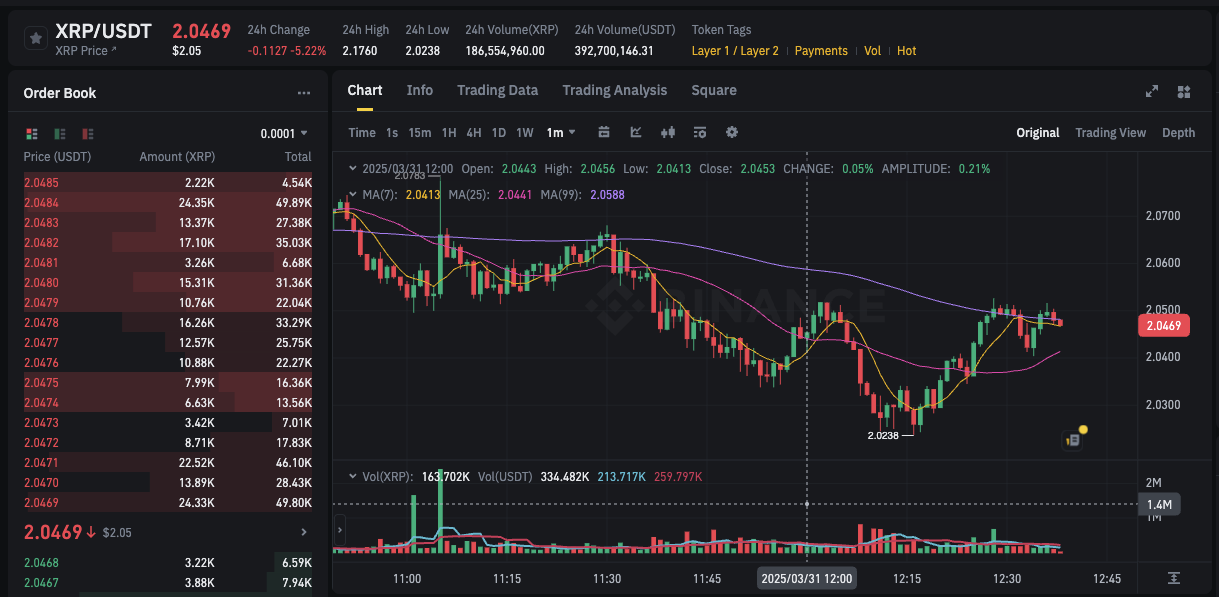 XRP/USDT
XRP Price
2.0469
$2.05
24h Change
-0.1127 -5.22%
24h High
2.1760
24h Low
2.0238
24h Volume(XRP)
186,554,960.00
24h Volume(USDT)
392,700,146.31
Token Tags
Layer 1 / Layer 2 | Payments | Vol | Hot
Order Book
0.0001
Price (USDT) Amount (XRP) Total
2.0485 2.22K 4.54K
2.0484 24.35K 49.89K
2.0483 13.37K 27.38K
2.0482 17.10K 35.03K
2.0481 3.26K 6.68K
2.0480 15.31K 31.36K
2.0479 10.76K 22.04K
2.0478 16.26K 33.29K
2.0477 12.57K 25.75K
2.0476 10.88K 22.27K
2.0475 7.99K 16.36K
2.0474 6.63K 13.56K
2.0473 3.42K 7.01K
2.0472 8.71K 17.83K
2.0471 22.52K 46.10K
2.0470 13.89K 28.43K
2.0469 24.33K 49.80K
2.0469 $2.05
2.0468 3.22K 6.59K
2.0467 3.88K 7.94K
Chart Info Trading Data Trading Analysis Square
Time 1s 15m 1H 4H 1D 1W 1m
Original Trading View Depth
2025/03/31 12:00 Open: 2.0443 High: 2.0456 Low: 2.0413 Close: 2.0453 CHANGE: 0.05% AMPLITUDE: 0.21%
2.0783
MA(7): 2.0413 MA(25): 2.0441 MA(99): 2.0588
BINANCE
2.0238
2.0700
2.0600
2.0500
2.0469
2.0400
2.0300
Vol(XRP): 163.702K Vol(USDT) 334.482K 213.717K 259.797K
2M
1.4M
1M
11:00 11:15 11:30 11:45 2025/03/31 12:00 12:15 12:30 12:45